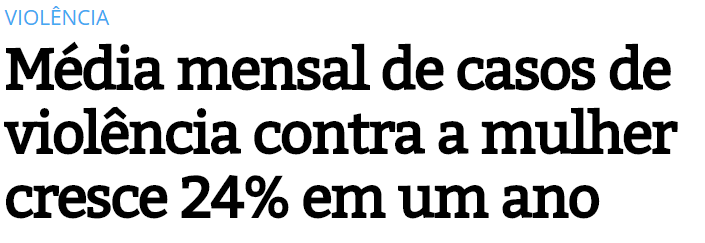 VIOLÊNCIA
Média mensal de casos de
violência contra a mulher
cresce 24% em um ano